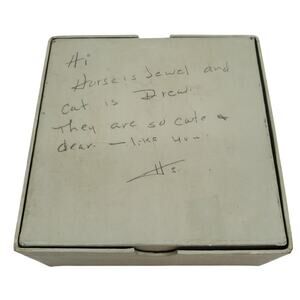 Hi
Horse is Jewel and
Cat is Drew.
They are so cute &
dear. – like you.